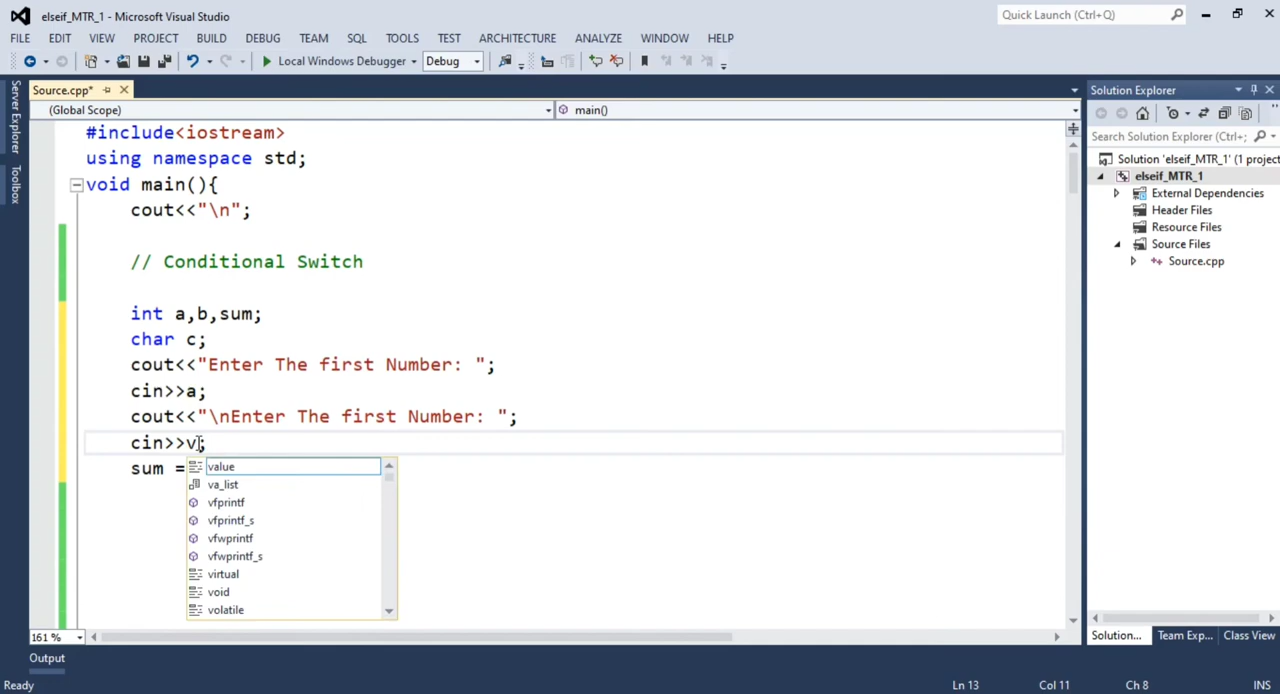 elseif_MTR_1 - Microsoft Visual Studio
Quick Launch (Ctrl+Q)
FILE EDIT VIEW PROJECT BUILD DEBUG TEAM SQL TOOLS TEST ARCHITECTURE ANALYZE WINDOW HELP
Local Windows Debugger Debug
Server Explorer
Toolbox
Source.cpp*
(Global Scope) main()
#include<iostream>
using namespace std;
void main(){
cout<<"\n";
// Conditional Switch
int a,b,sum;
char c;
cout<<"Enter The first Number: ";
cin>>a;
cout<<"\nEnter The first Number: ";
cin>>v;
sum =
value
va_list
vfprintf
vfprintf_s
vfwprintf
vfwprintf_s
virtual
void
volatile
161 %
Output
Solution Explorer
Search Solution Explorer (Ctrl+;
Solution 'elseif_MTR_1' (1 project
elseif_MTR_1
External Dependencies
Header Files
Resource Files
Source Files
Source.cpp
Solution... Team Exp... Class View
Ready Ln 13 Col 11 Ch 8 INS